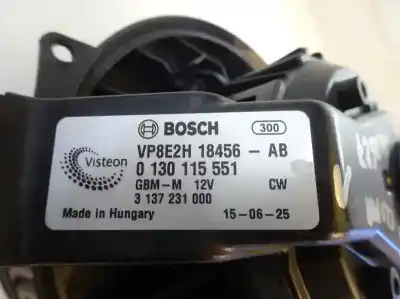 BOSCH 300
Visteon
VP8E2H 18456 - AB
0 130 115 551
GBM-M 12V CW
3 137 231 000
Made in Hungary 15-06-25